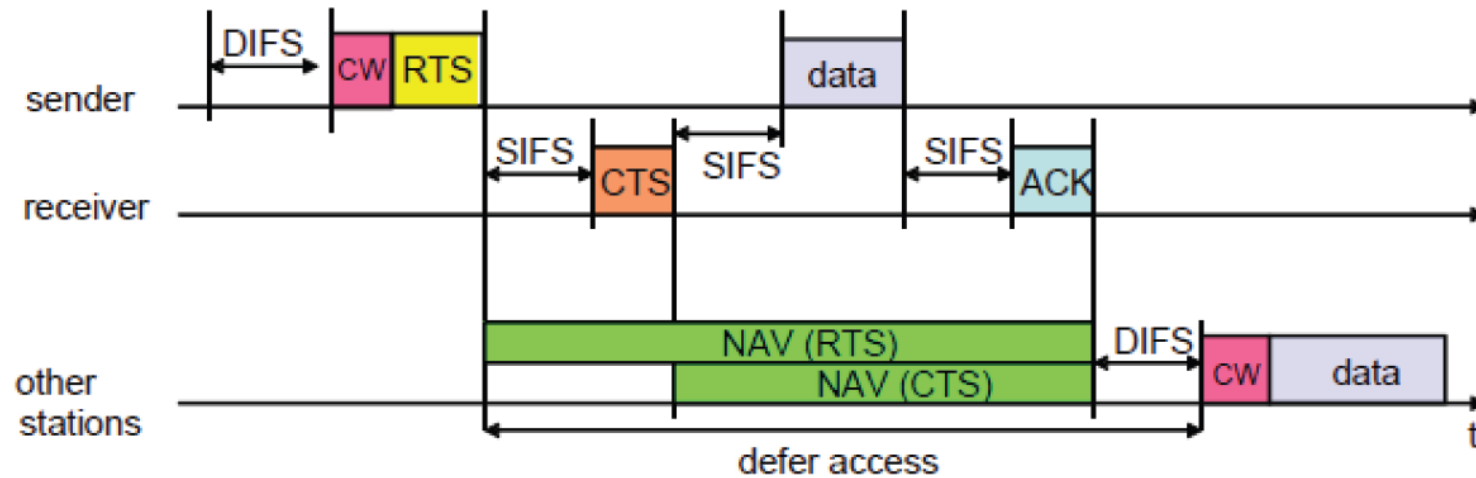 DIFS
CW
RTS
data
sender
SIFS
CTS
SIFS
SIFS
ACK
receiver
NAV (RTS)
DIFS
NAV (CTS)
CW
data
other
stations
t
defer access